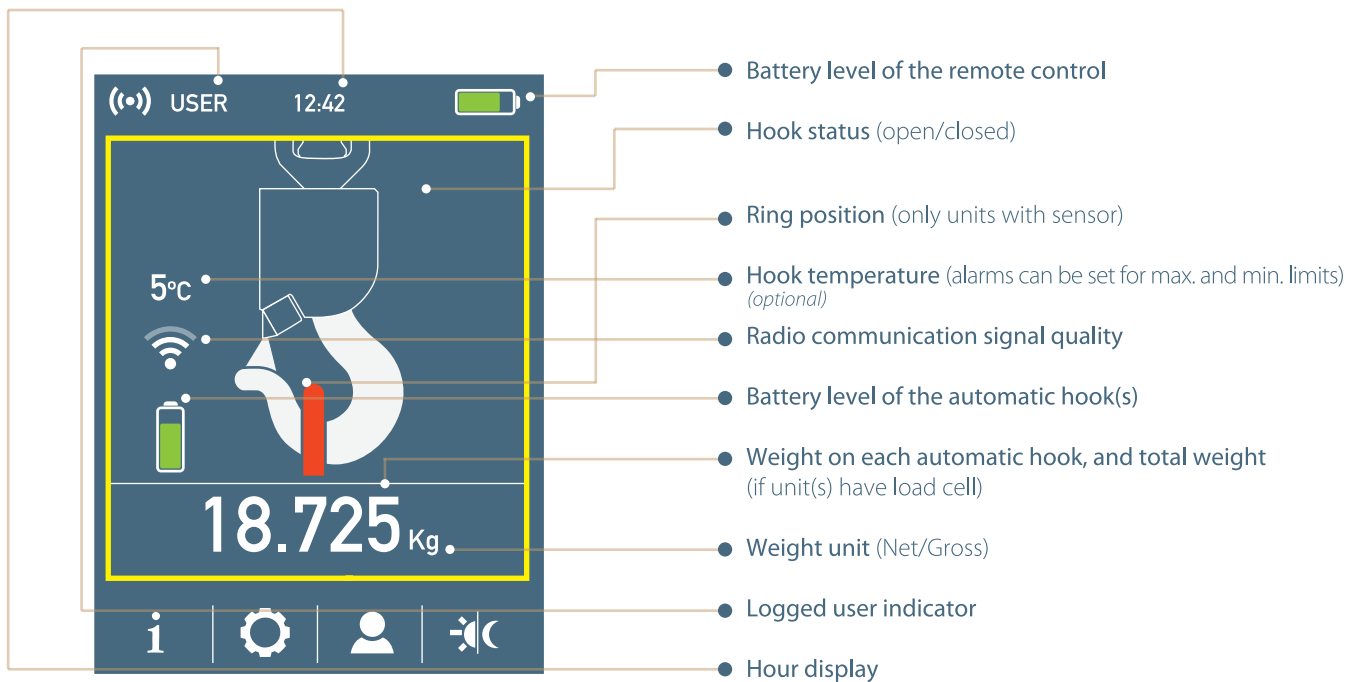 USER 12:42
5°C
18.725 Kg
i
Battery level of the remote control
Hook status (open/closed)
Ring position (only units with sensor)
Hook temperature (alarms can be set for max. and min. limits)
(optional)
Radio communication signal quality
Battery level of the automatic hook(s)
Weight on each automatic hook, and total weight
(if unit(s) have load cell)
Weight unit (Net/Gross)
Logged user indicator
Hour display